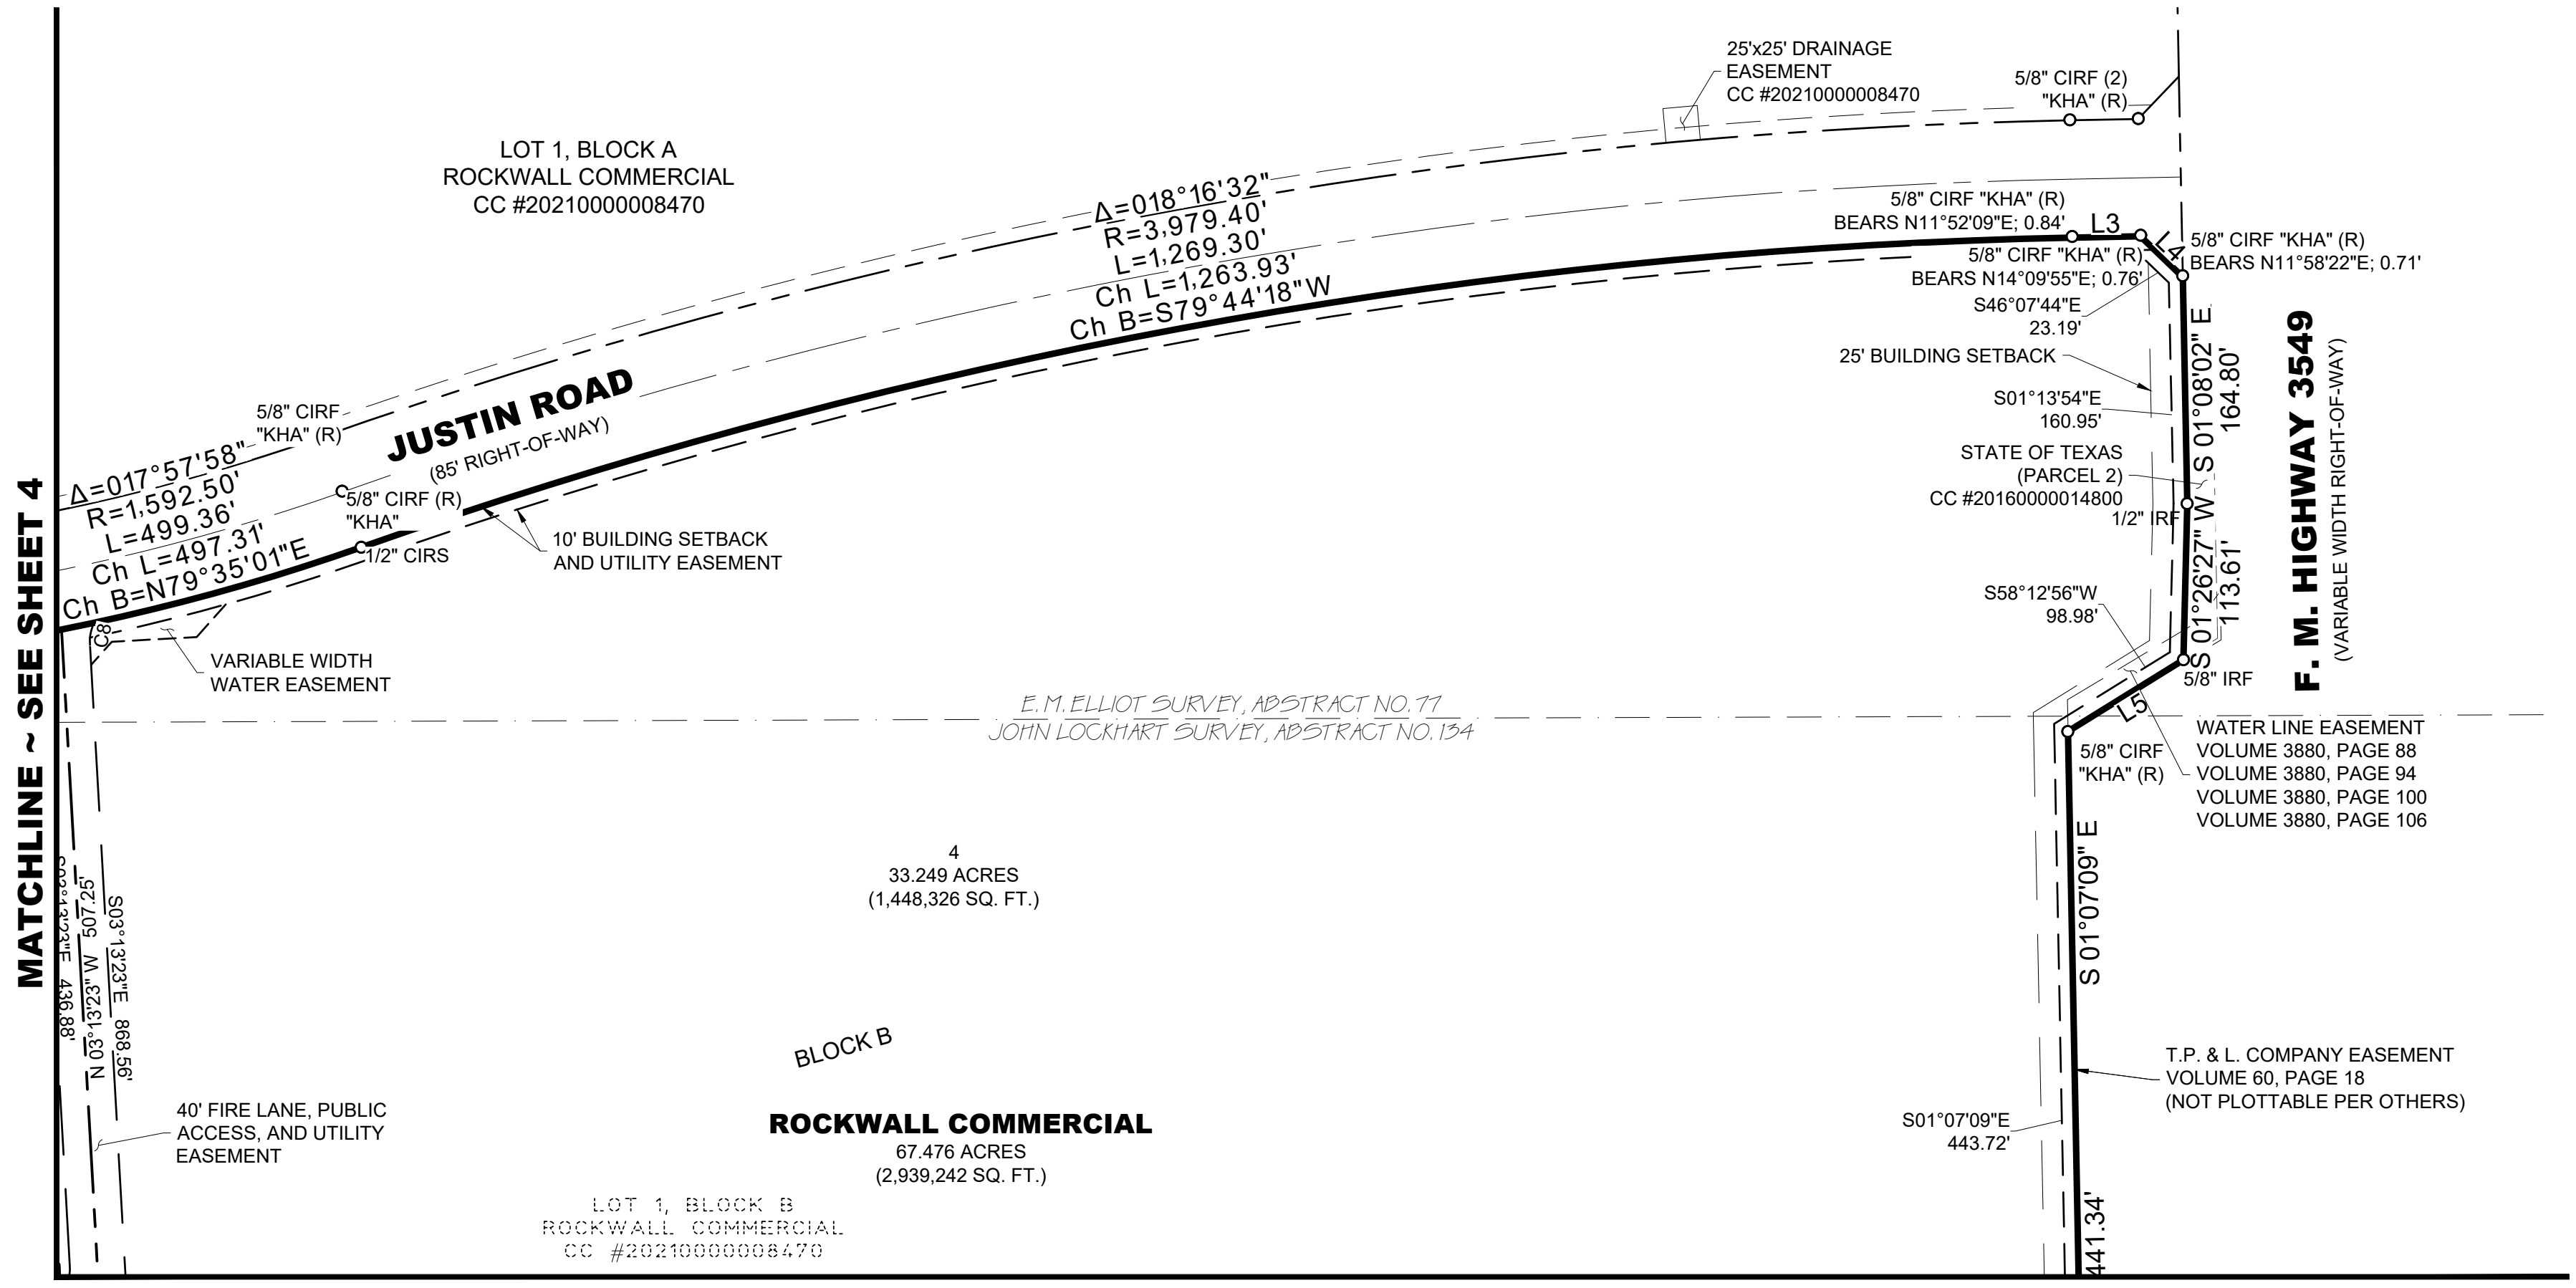 25'x25' DRAINAGE
EASEMENT
CC #20210000008470
5/8" CIRF (2)
"KHA" (R)
LOT 1, BLOCK A
ROCKWALL COMMERCIAL
CC #20210000008470
Δ=018°16'32"
R=3,979.40'
L=1,269.30'
Ch L=1,263.93'
Ch B=S79°44'18"W
5/8" CIRF "KHA" (R)
BEARS N11°52'09"E; 0.84'
L3
L4
5/8" CIRF "KHA" (R)
BEARS N11°58'22"E; 0.71'
5/8" CIRF "KHA" (R)
BEARS N14°09'55"E; 0.76'
S46°07'44"E
23.19'
25' BUILDING SETBACK
S01°13'54"E
160.95'
S 01°08'02" E
164.80'
STATE OF TEXAS
(PARCEL 2)
CC #20160000014800
1/2" IRF
S 01°26'27" W
113.61'
F. M. HIGHWAY 3549
(VARIABLE WIDTH RIGHT-OF-WAY)
5/8" CIRF
"KHA" (R)
JUSTIN ROAD
(85' RIGHT-OF-WAY)
Δ=017°57'58"
R=1,592.50'
L=499.36'
Ch L=497.31'
Ch B=N79°35'01"E
5/8" CIRF (R)
"KHA"
1/2" CIRS
10' BUILDING SETBACK
AND UTILITY EASEMENT
MATCHLINE ~ SEE SHEET 4
C8
VARIABLE WIDTH
WATER EASEMENT
S58°12'56"W
98.98'
5/8" IRF
L5
E. M. ELLIOT SURVEY, ABSTRACT NO. 77
JOHN LOCKHART SURVEY, ABSTRACT NO. 134
5/8" CIRF
"KHA" (R)
WATER LINE EASEMENT
VOLUME 3880, PAGE 88
VOLUME 3880, PAGE 94
VOLUME 3880, PAGE 100
VOLUME 3880, PAGE 106
4
33.249 ACRES
(1,448,326 SQ. FT.)
S03°13'23"E 436.88'
N 03°13'23" W 507.25'
S03°13'23"E 868.56'
S 01°07'09" E
441.34'
BLOCK B
ROCKWALL COMMERCIAL
67.476 ACRES
(2,939,242 SQ. FT.)
40' FIRE LANE, PUBLIC
ACCESS, AND UTILITY
EASEMENT
T.P. & L. COMPANY EASEMENT
VOLUME 60, PAGE 18
(NOT PLOTTABLE PER OTHERS)
S01°07'09"E
443.72'
LOT 1, BLOCK B
ROCKWALL COMMERCIAL
CC #20210000008470